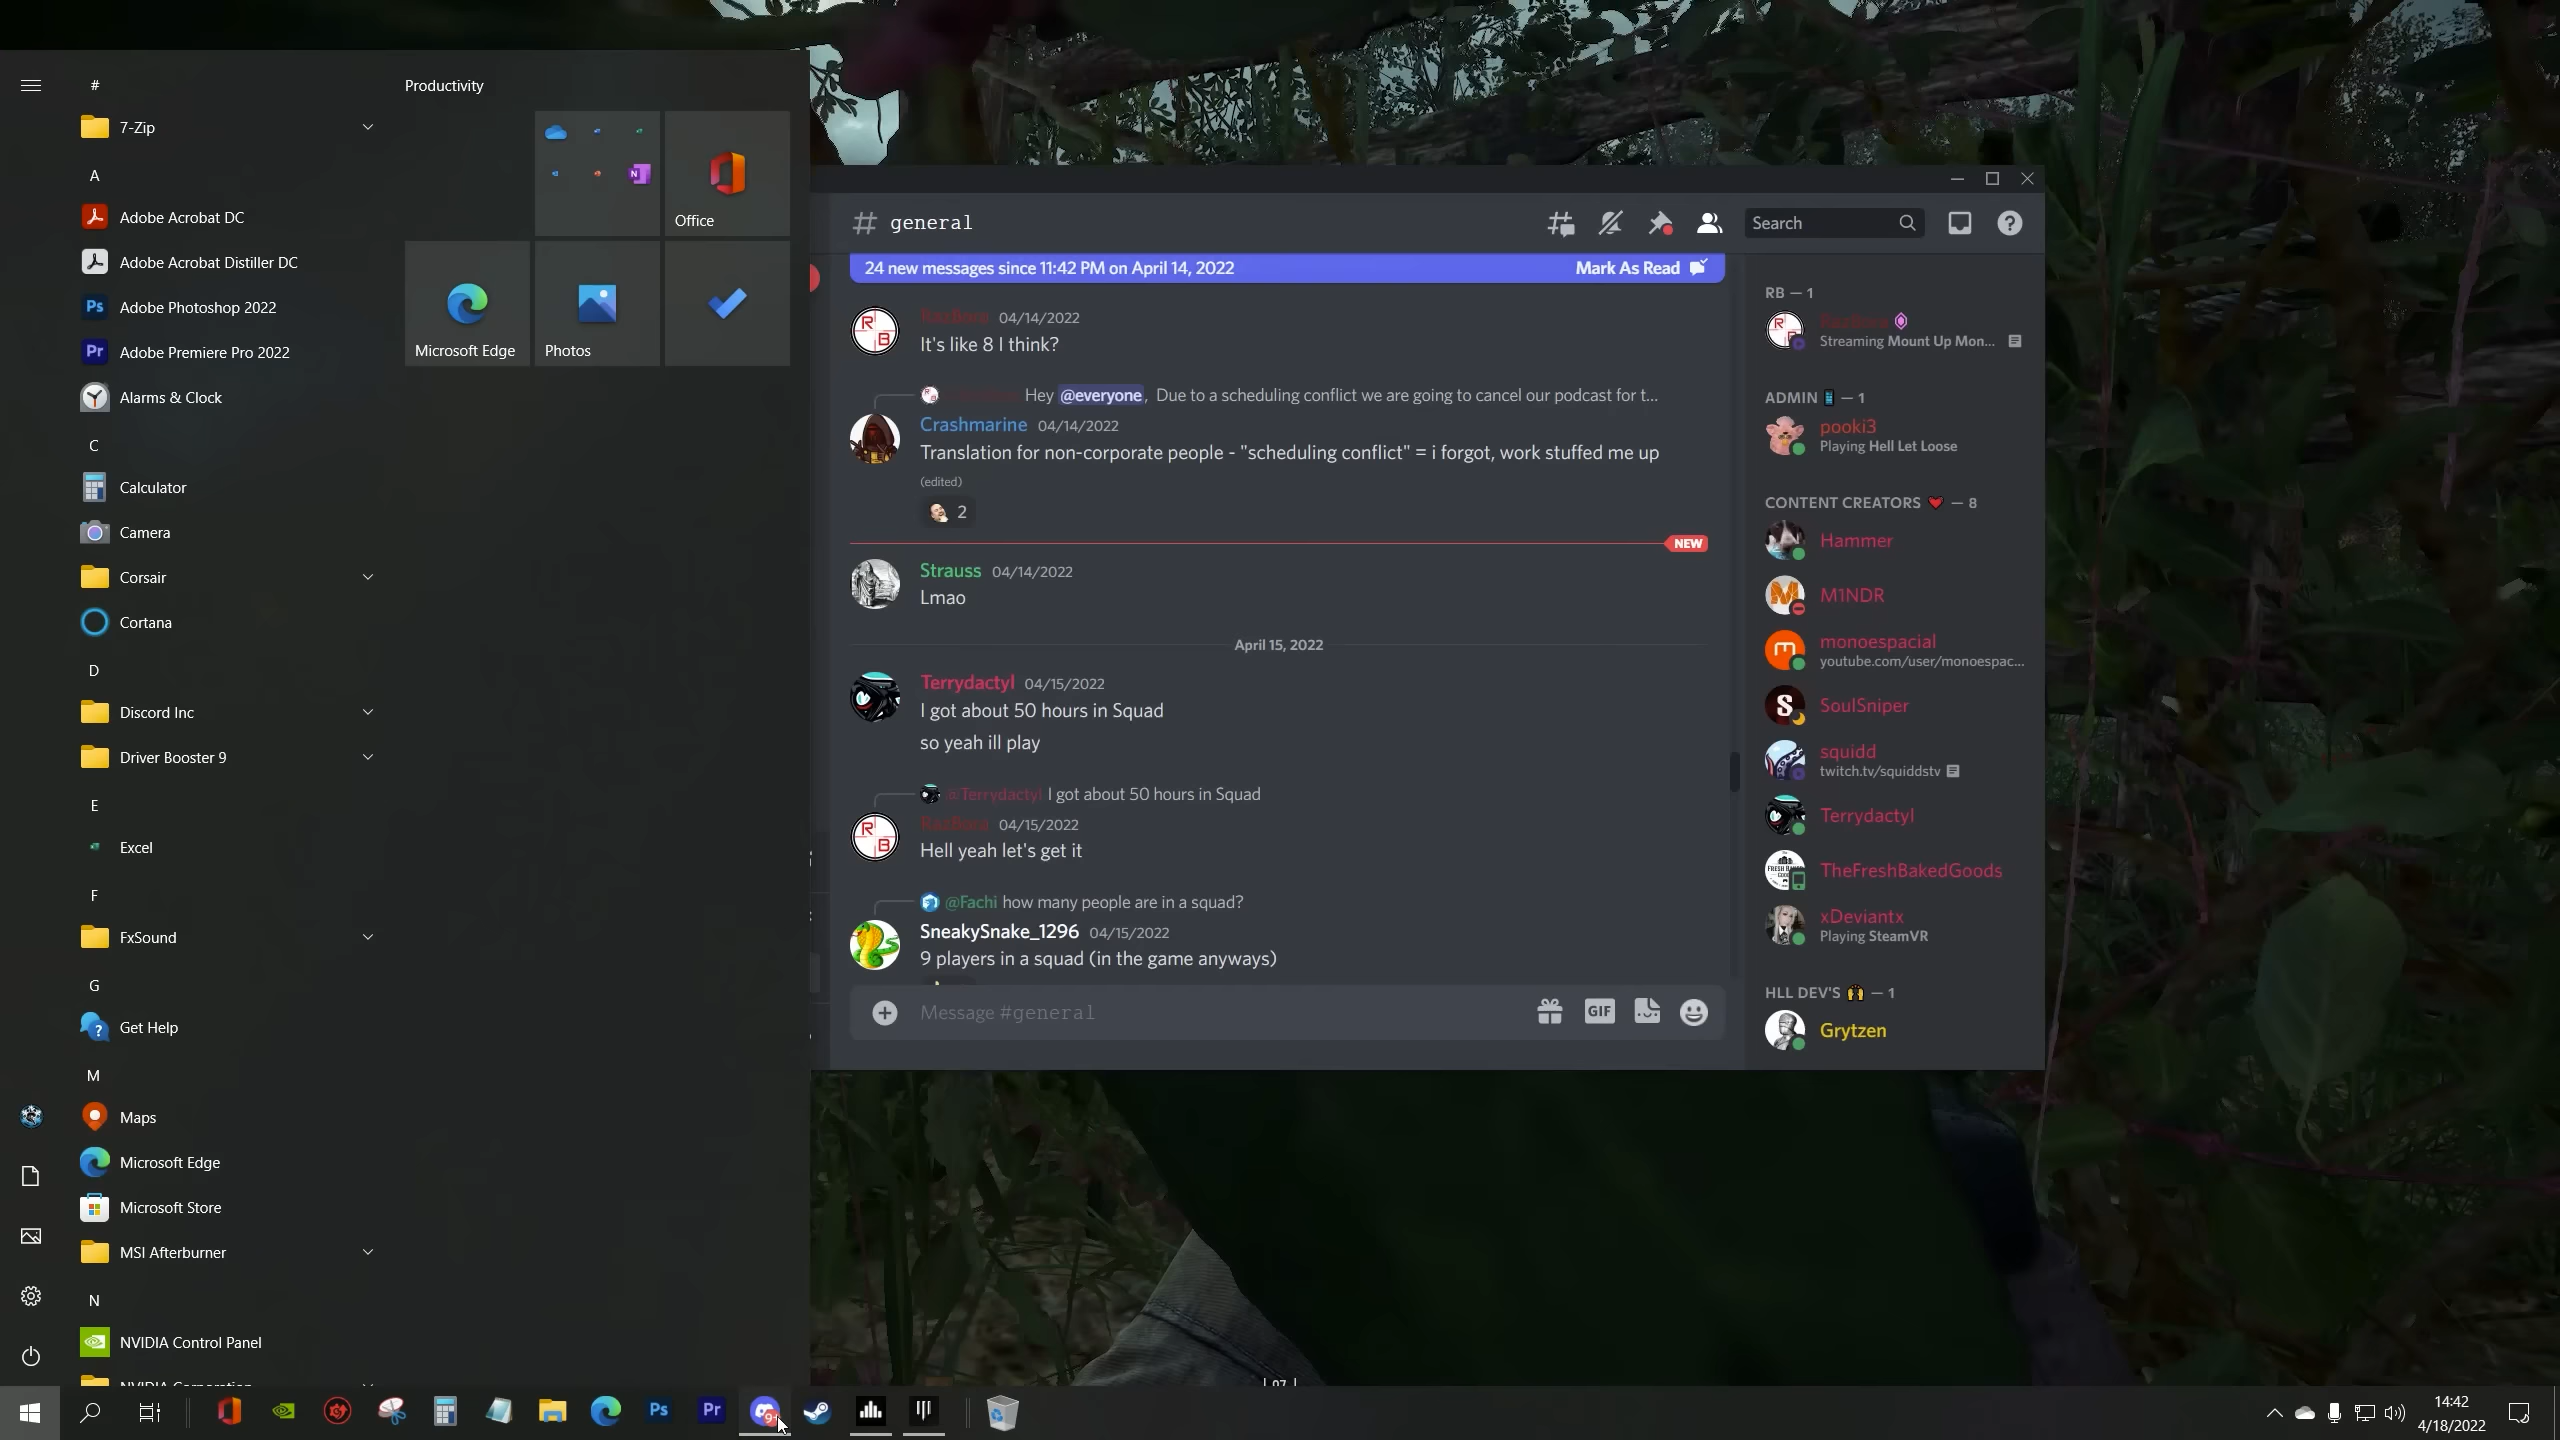 #
Productivity
7-Zip
A
Adobe Acrobat DC
Adobe Acrobat Distiller DC
Adobe Photoshop 2022
Adobe Premiere Pro 2022
Alarms & Clock
C
Calculator
Camera
Corsair
Cortana
D
Discord Inc
Driver Booster 9
E
Excel
F
FxSound
G
Get Help
M
Maps
Microsoft Edge
Microsoft Store
MSI Afterburner
N
NVIDIA Control Panel
NVIDIA Corporation
Office
Microsoft Edge
Photos
# general
Search
24 new messages since 11:42 PM on April 14, 2022
Mark As Read
04/14/2022
It's like 8 I think?
Hey @everyone, Due to a scheduling conflict we are going to cancel our podcast for t...
Crashmarine 04/14/2022
Translation for non-corporate people - "scheduling conflict" = i forgot, work stuffed me up
(edited)
2
NEW
Strauss 04/14/2022
Lmao
April 15, 2022
Terrydactyl 04/15/2022
I got about 50 hours in Squad
so yeah ill play
@Terrydactyl I got about 50 hours in Squad
04/15/2022
Hell yeah let's get it
@Fachi how many people are in a squad?
SneakySnake_1296 04/15/2022
9 players in a squad (in the game anyways)
Message #general
GIF
RB — 1
Streaming Mount Up Mon...
ADMIN — 1
pooki3
Playing Hell Let Loose
CONTENT CREATORS — 8
Hammer
M1NDR
monoespacial
youtube.com/user/monoespac...
SoulSniper
squidd
twitch.tv/squiddstv
Terrydactyl
TheFreshBakedGoods
xDeviantx
Playing SteamVR
HLL DEV'S — 1
Grytzen
Ps
Pr
14:42
4/18/2022